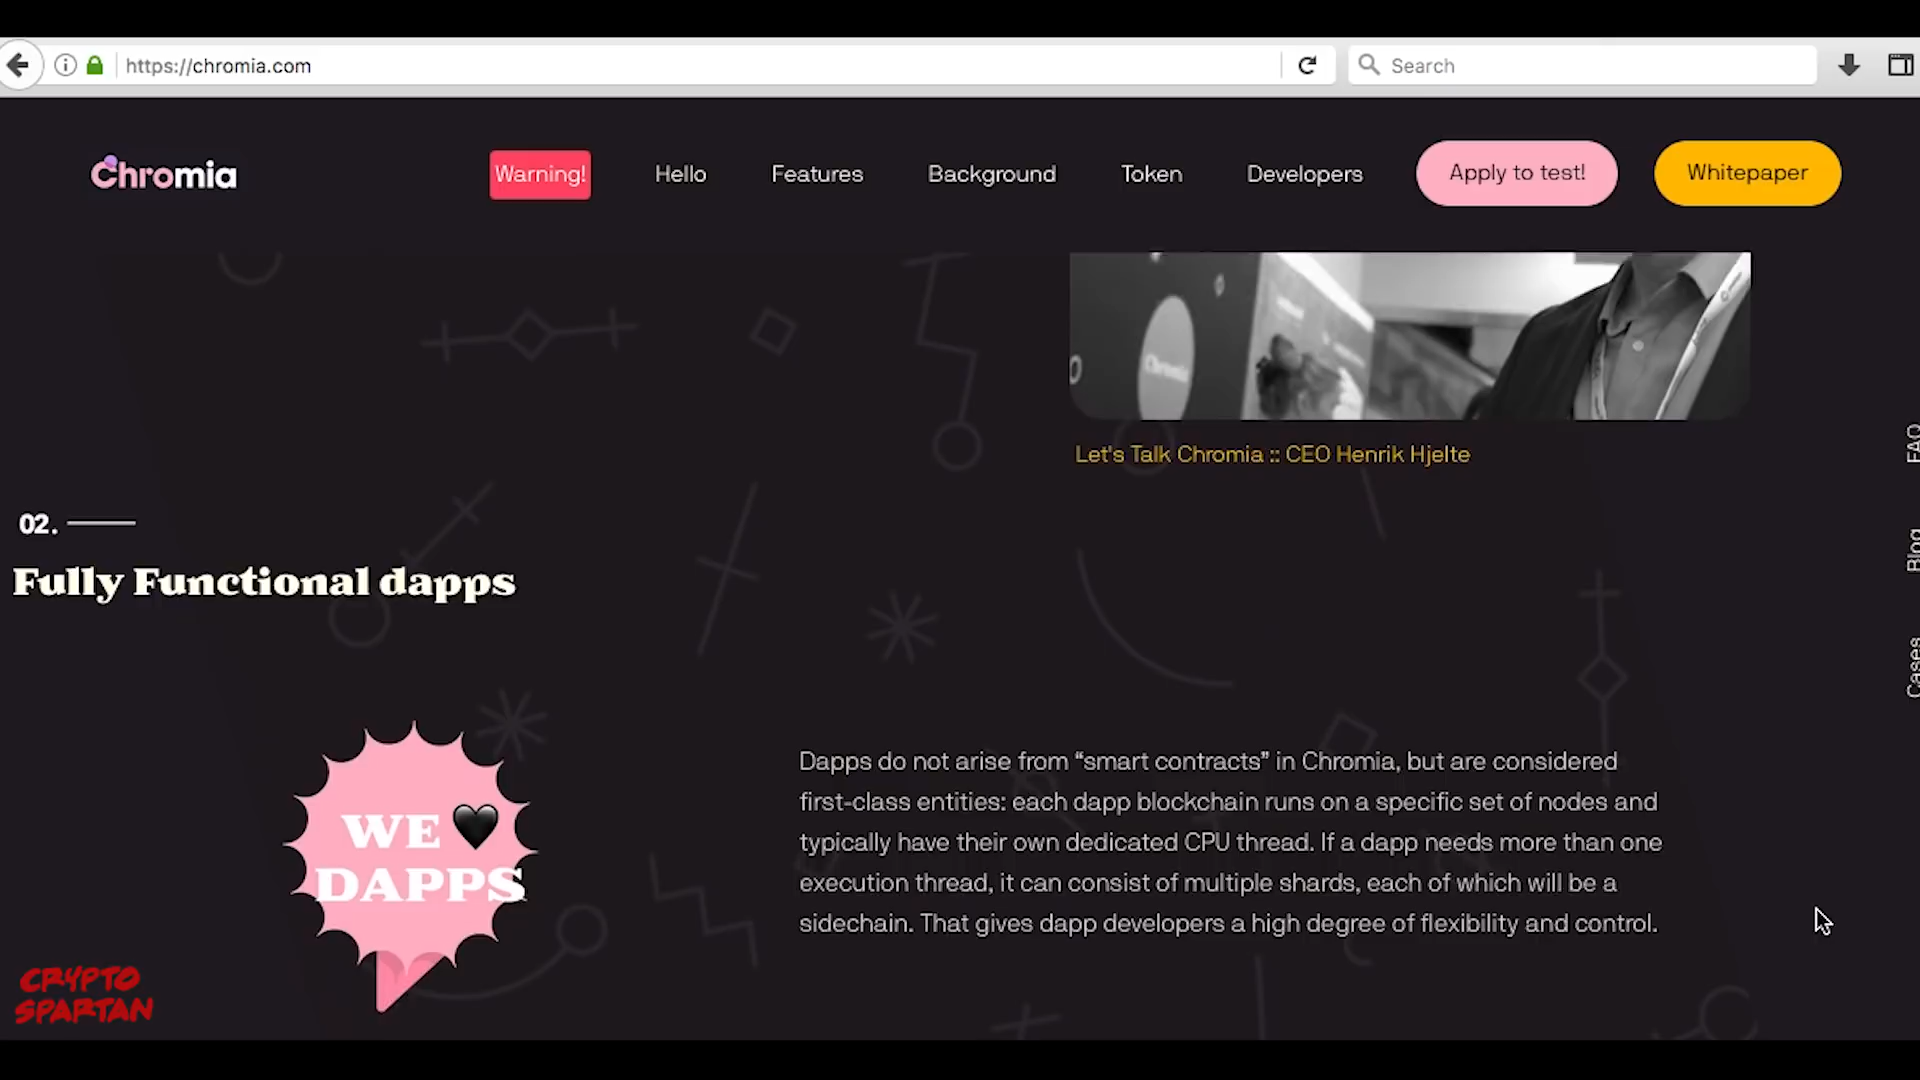 https://chromia.com
Search
Chromia
Warning!
Hello
Features
Background
Token
Developers
Apply to test!
Whitepaper
Chromia
Let's Talk Chromia :: CEO Henrik Hjelte
FAQ
Blog
Cases
02.
Fully Functional dapps
WE🖤
DAPPS
Dapps do not arise from “smart contracts” in Chromia, but are considered
first-class entities: each dapp blockchain runs on a specific set of nodes and
typically have their own dedicated CPU thread. If a dapp needs more than one
execution thread, it can consist of multiple shards, each of which will be a
sidechain. That gives dapp developers a high degree of flexibility and control.
CRYPTO
SPARTAN